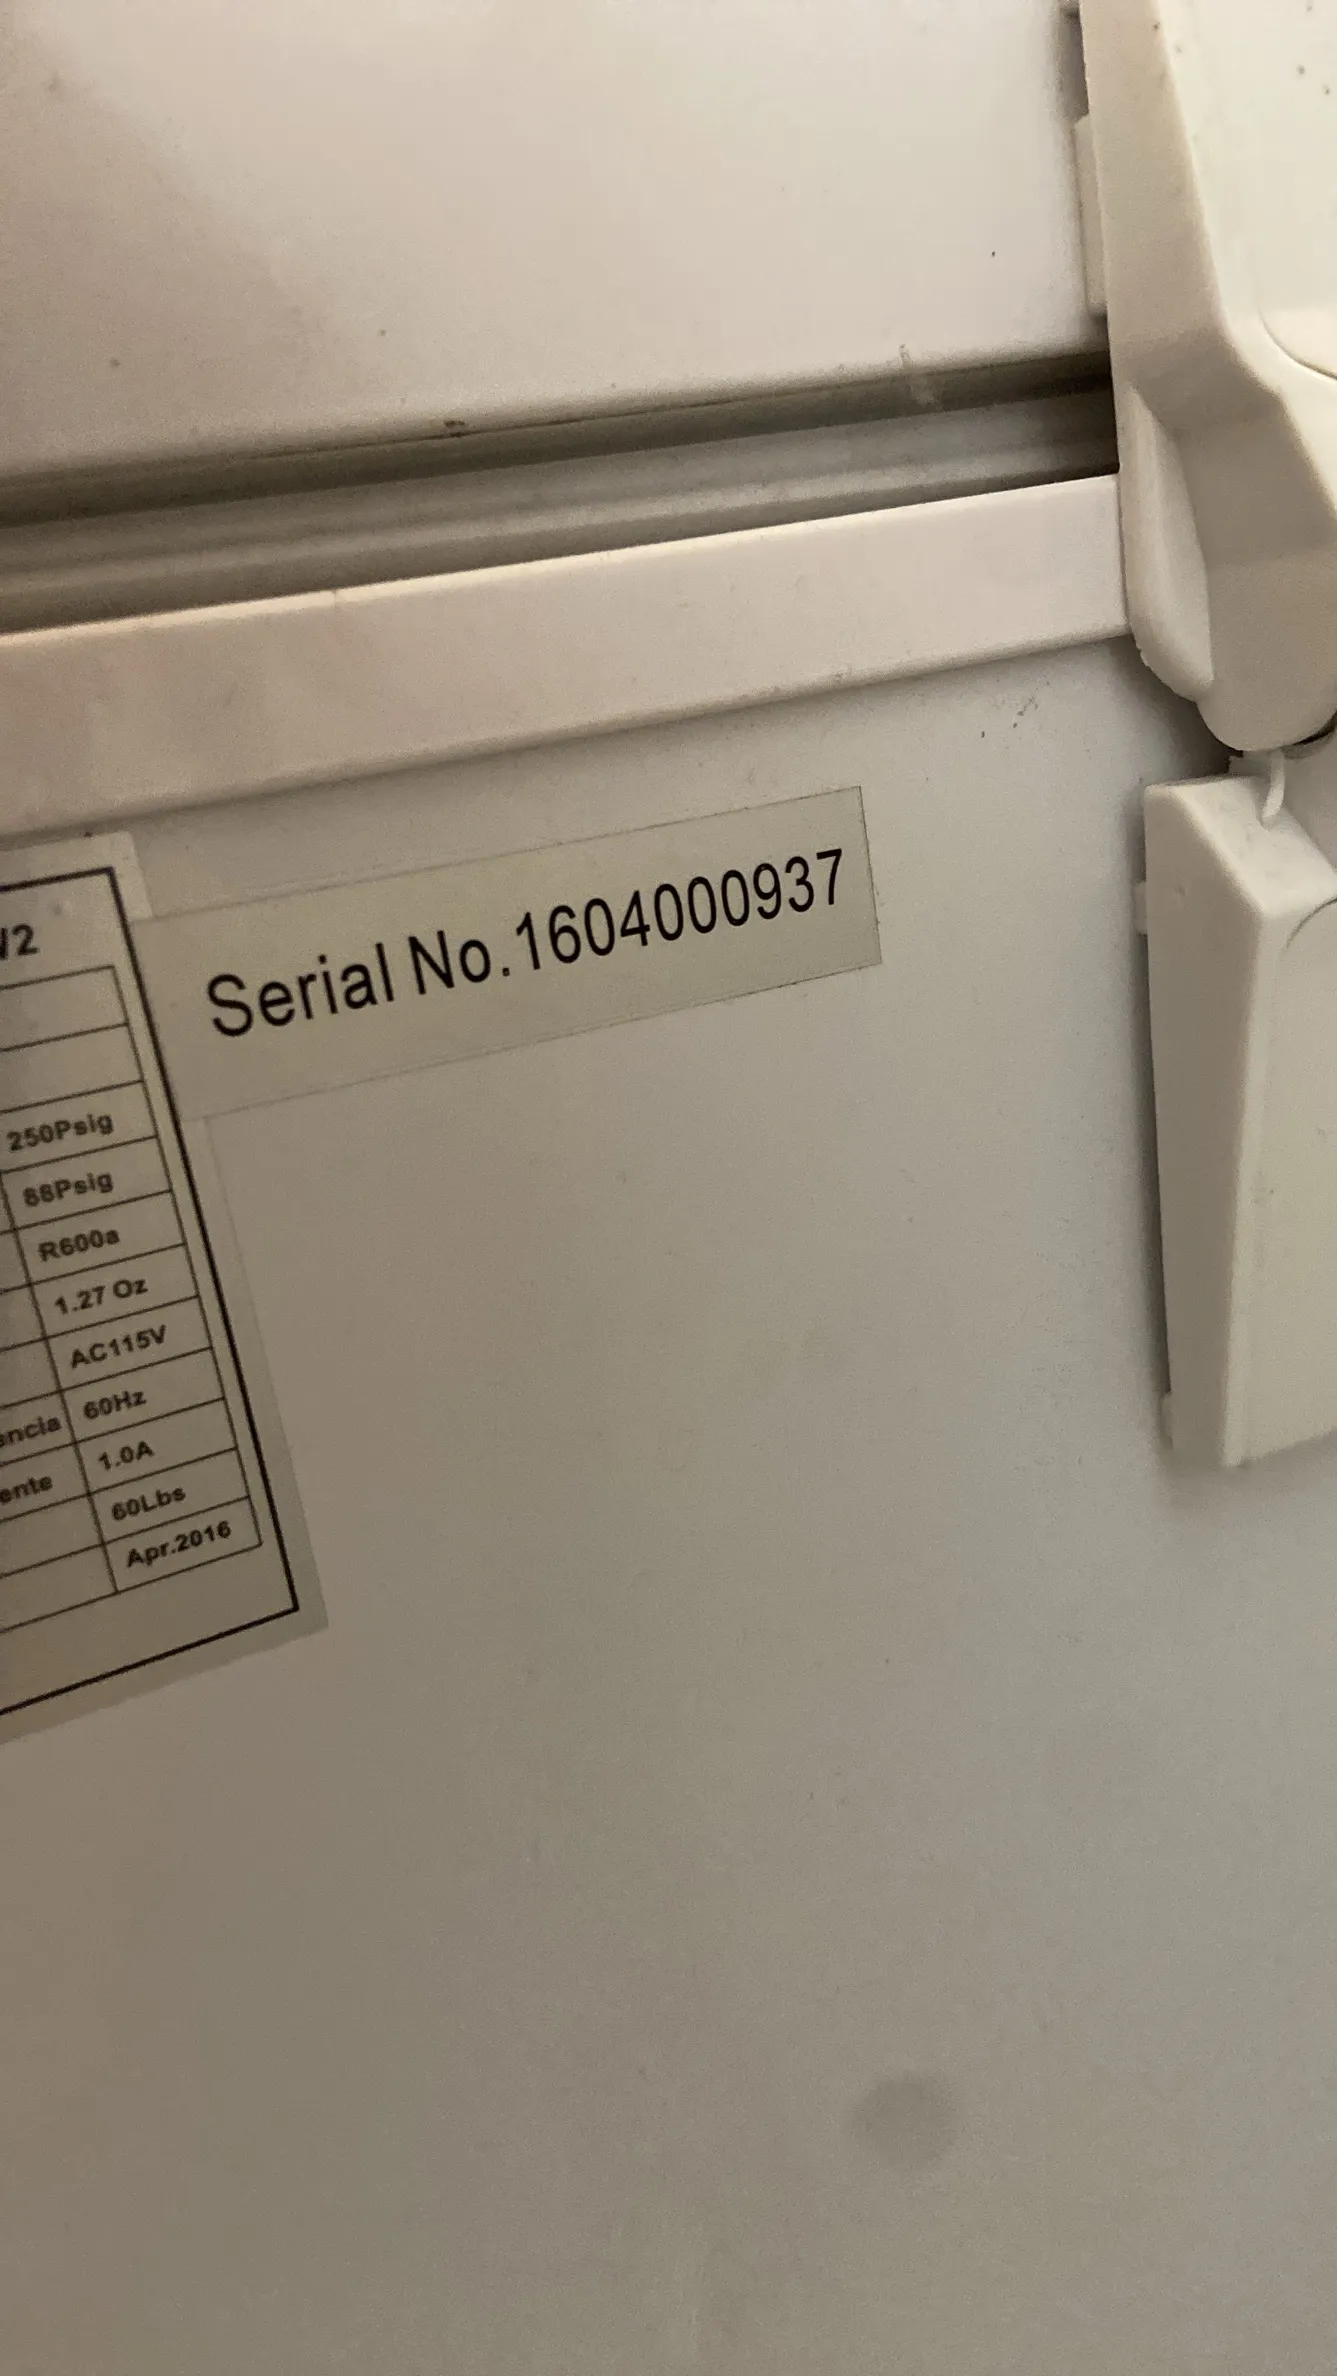 Serial No.1604000937
/2
250Psig
88Psig
R600a
1.27 Oz
AC115V
encia 60Hz
ente 1.0A
60Lbs
Apr.2016